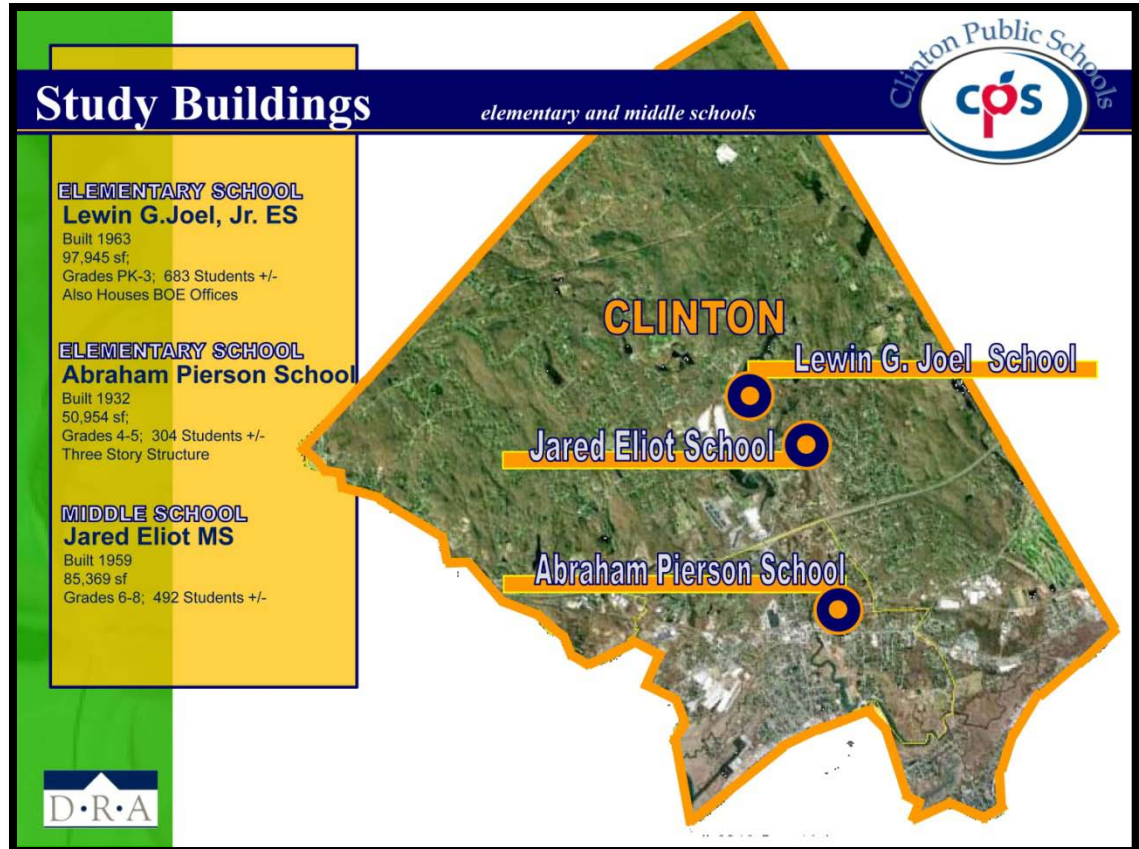 Clinton Public Schools
cps
Study Buildings
elementary and middle schools
ELEMENTARY SCHOOL
Lewin G.Joel, Jr. ES
Built 1963
97,945 sf;
Grades PK-3; 683 Students +/-
Also Houses BOE Offices
ELEMENTARY SCHOOL
Abraham Pierson School
Built 1932
50,954 sf;
Grades 4-5; 304 Students +/-
Three Story Structure
MIDDLE SCHOOL
Jared Eliot MS
Built 1959
85,369 sf
Grades 6-8; 492 Students +/-
CLINTON
Lewin G. Joel School
Jared Eliot School
Abraham Pierson School
D·R·A